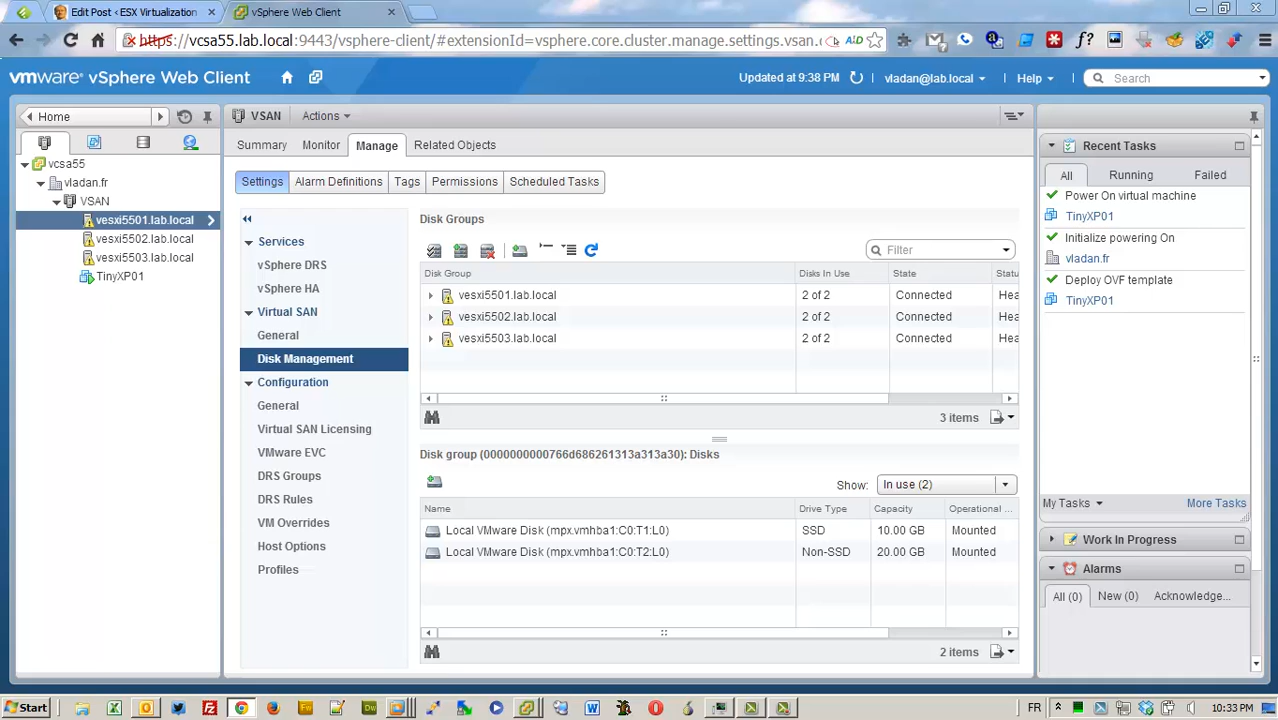 Edit Post ‹ ESX Virtualization ×
vSphere Web Client ×
https://vcsa55.lab.local:9443/vsphere-client/#extensionId=vsphere.core.cluster.manage.settings.vsan.
vmware® vSphere Web Client
Updated at 9:38 PM
vladan@lab.local
Help
Search
Home
VSAN
Actions
vcsa55
vladan.fr
VSAN
vesxi5501.lab.local
vesxi5502.lab.local
vesxi5503.lab.local
TinyXP01
Summary Monitor Manage Related Objects
Settings Alarm Definitions Tags Permissions Scheduled Tasks
Services
vSphere DRS
vSphere HA
Virtual SAN
General
Disk Management
Configuration
General
Virtual SAN Licensing
VMware EVC
DRS Groups
DRS Rules
VM Overrides
Host Options
Profiles
Disk Groups
Filter
Disk Group Disks In Use State Statu
vesxi5501.lab.local 2 of 2 Connected Hea
vesxi5502.lab.local 2 of 2 Connected Hea
vesxi5503.lab.local 2 of 2 Connected Hea
3 items
Disk group (0000000000766d686261313a313a30): Disks
Show: In use (2)
Name Drive Type Capacity Operational ...
Local VMware Disk (mpx.vmhba1:C0:T1:L0) SSD 10.00 GB Mounted
Local VMware Disk (mpx.vmhba1:C0:T2:L0) Non-SSD 20.00 GB Mounted
2 items
Recent Tasks
All Running Failed
Power On virtual machine
TinyXP01
Initialize powering On
vladan.fr
Deploy OVF template
TinyXP01
My Tasks More Tasks
Work In Progress
Alarms
All (0) New (0) Acknowledge...
Start
FR
10:33 PM